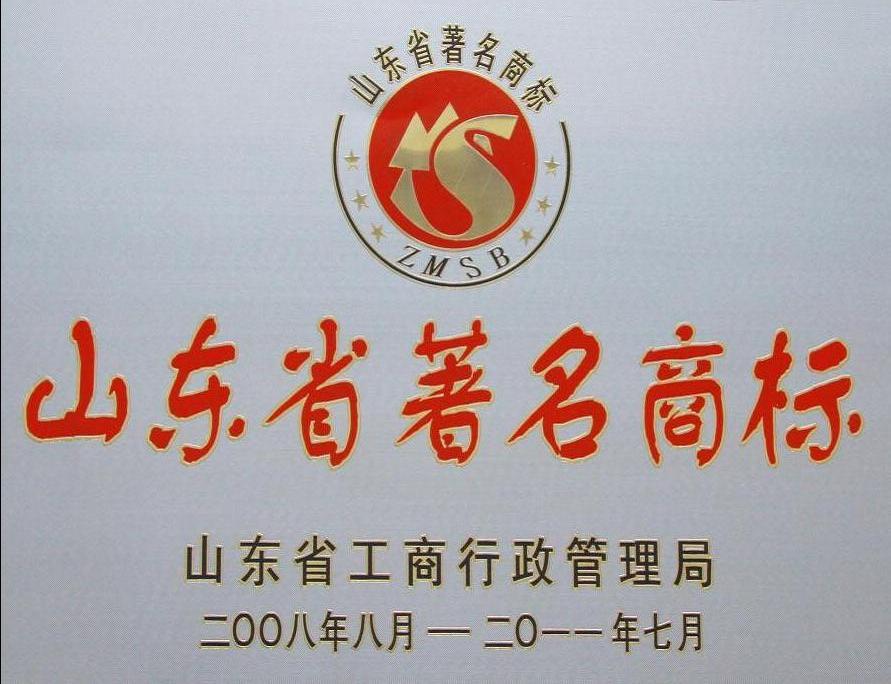 山东省著名商标
ZMSB
山东省著名商标
山东省工商行政管理局
二〇〇八年八月 — 二〇一一年七月